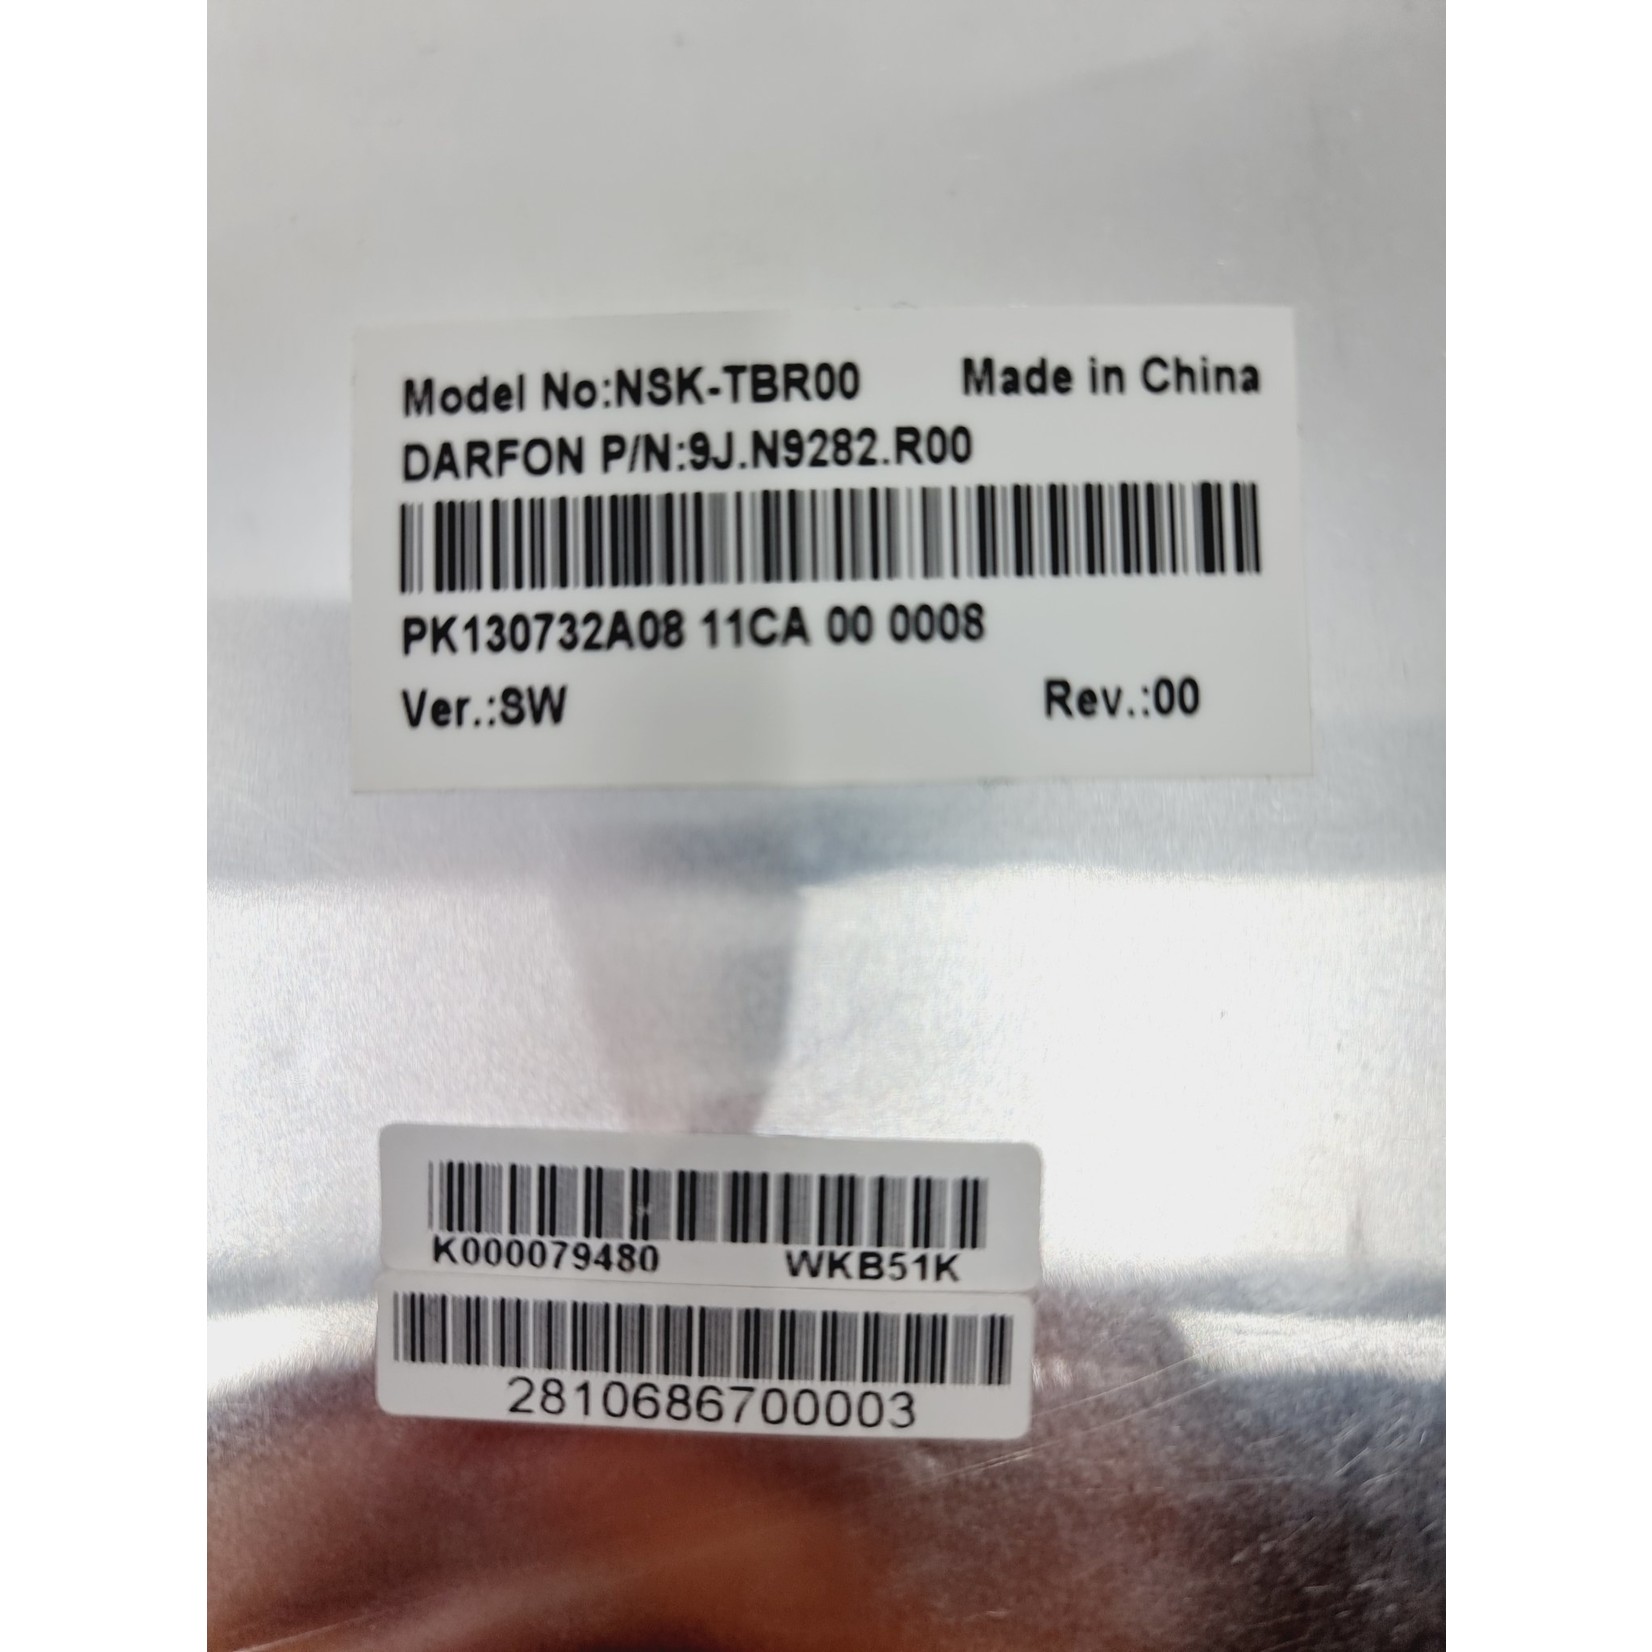 Model No:NSK-TBR00 Made in China
DARFON P/N:9J.N9282.R00
PK130732A08 11CA 00 0008
Ver.:SW Rev.:00
K000079480 WKB51K
2810686700003